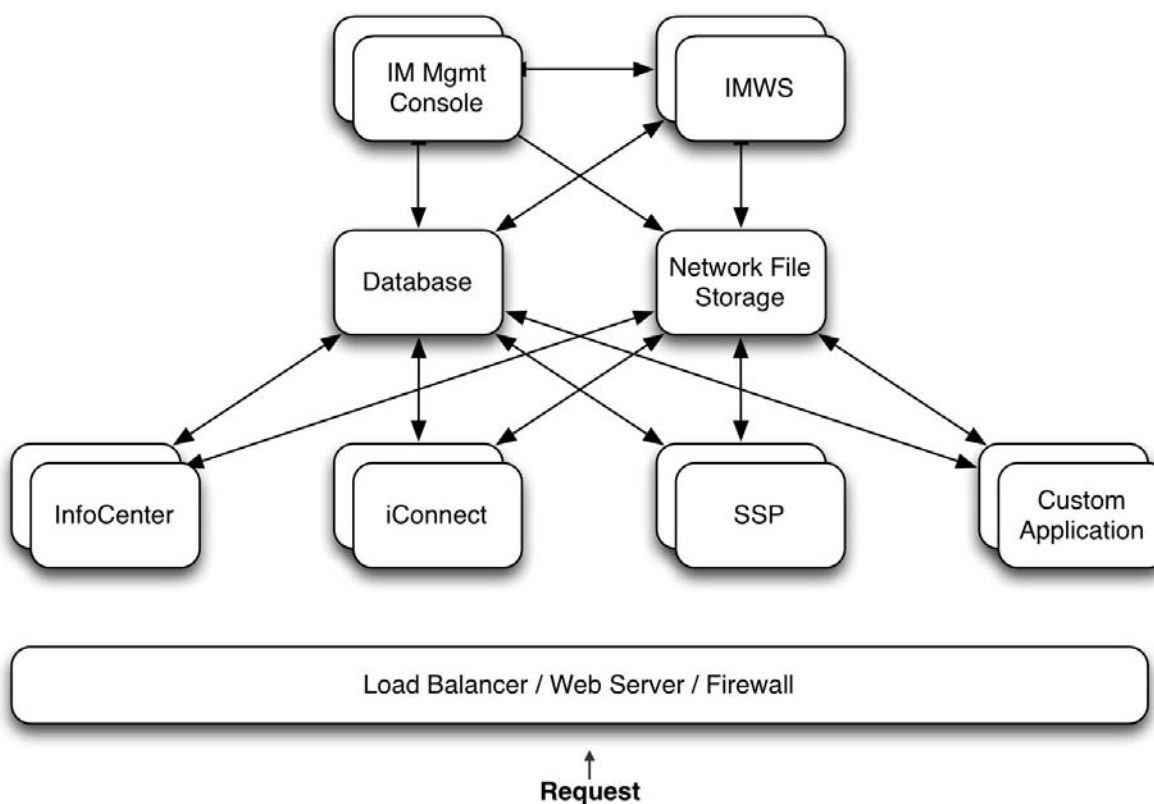 IM Mgmt
Console
IMWS
Database
Network File
Storage
InfoCenter
iConnect
SSP
Custom
Application
Load Balancer / Web Server / Firewall
Request